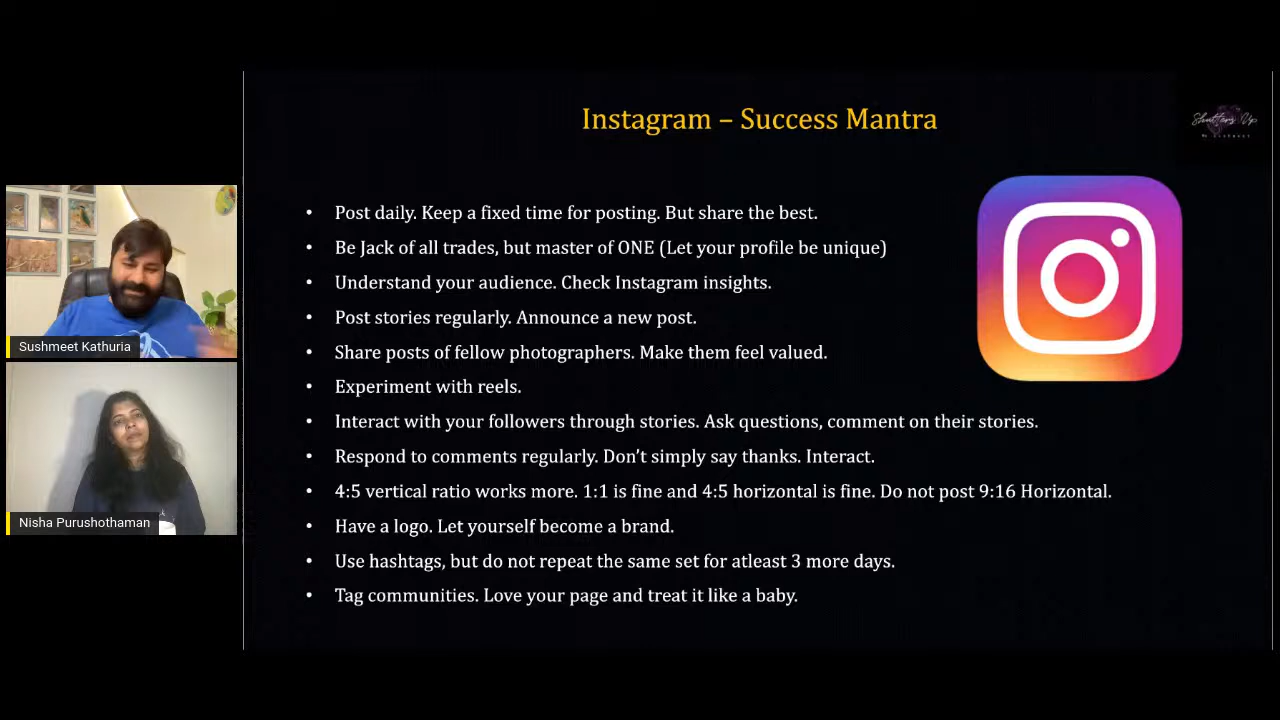 Instagram – Success Mantra
Shutters Up
• Post daily. Keep a fixed time for posting. But share the best.
• Be Jack of all trades, but master of ONE (Let your profile be unique)
• Understand your audience. Check Instagram insights.
• Post stories regularly. Announce a new post.
• Share posts of fellow photographers. Make them feel valued.
• Experiment with reels.
• Interact with your followers through stories. Ask questions, comment on their stories.
• Respond to comments regularly. Don’t simply say thanks. Interact.
• 4:5 vertical ratio works more. 1:1 is fine and 4:5 horizontal is fine. Do not post 9:16 Horizontal.
• Have a logo. Let yourself become a brand.
• Use hashtags, but do not repeat the same set for atleast 3 more days.
• Tag communities. Love your page and treat it like a baby.
Sushmeet Kathuria
Nisha Purushothaman